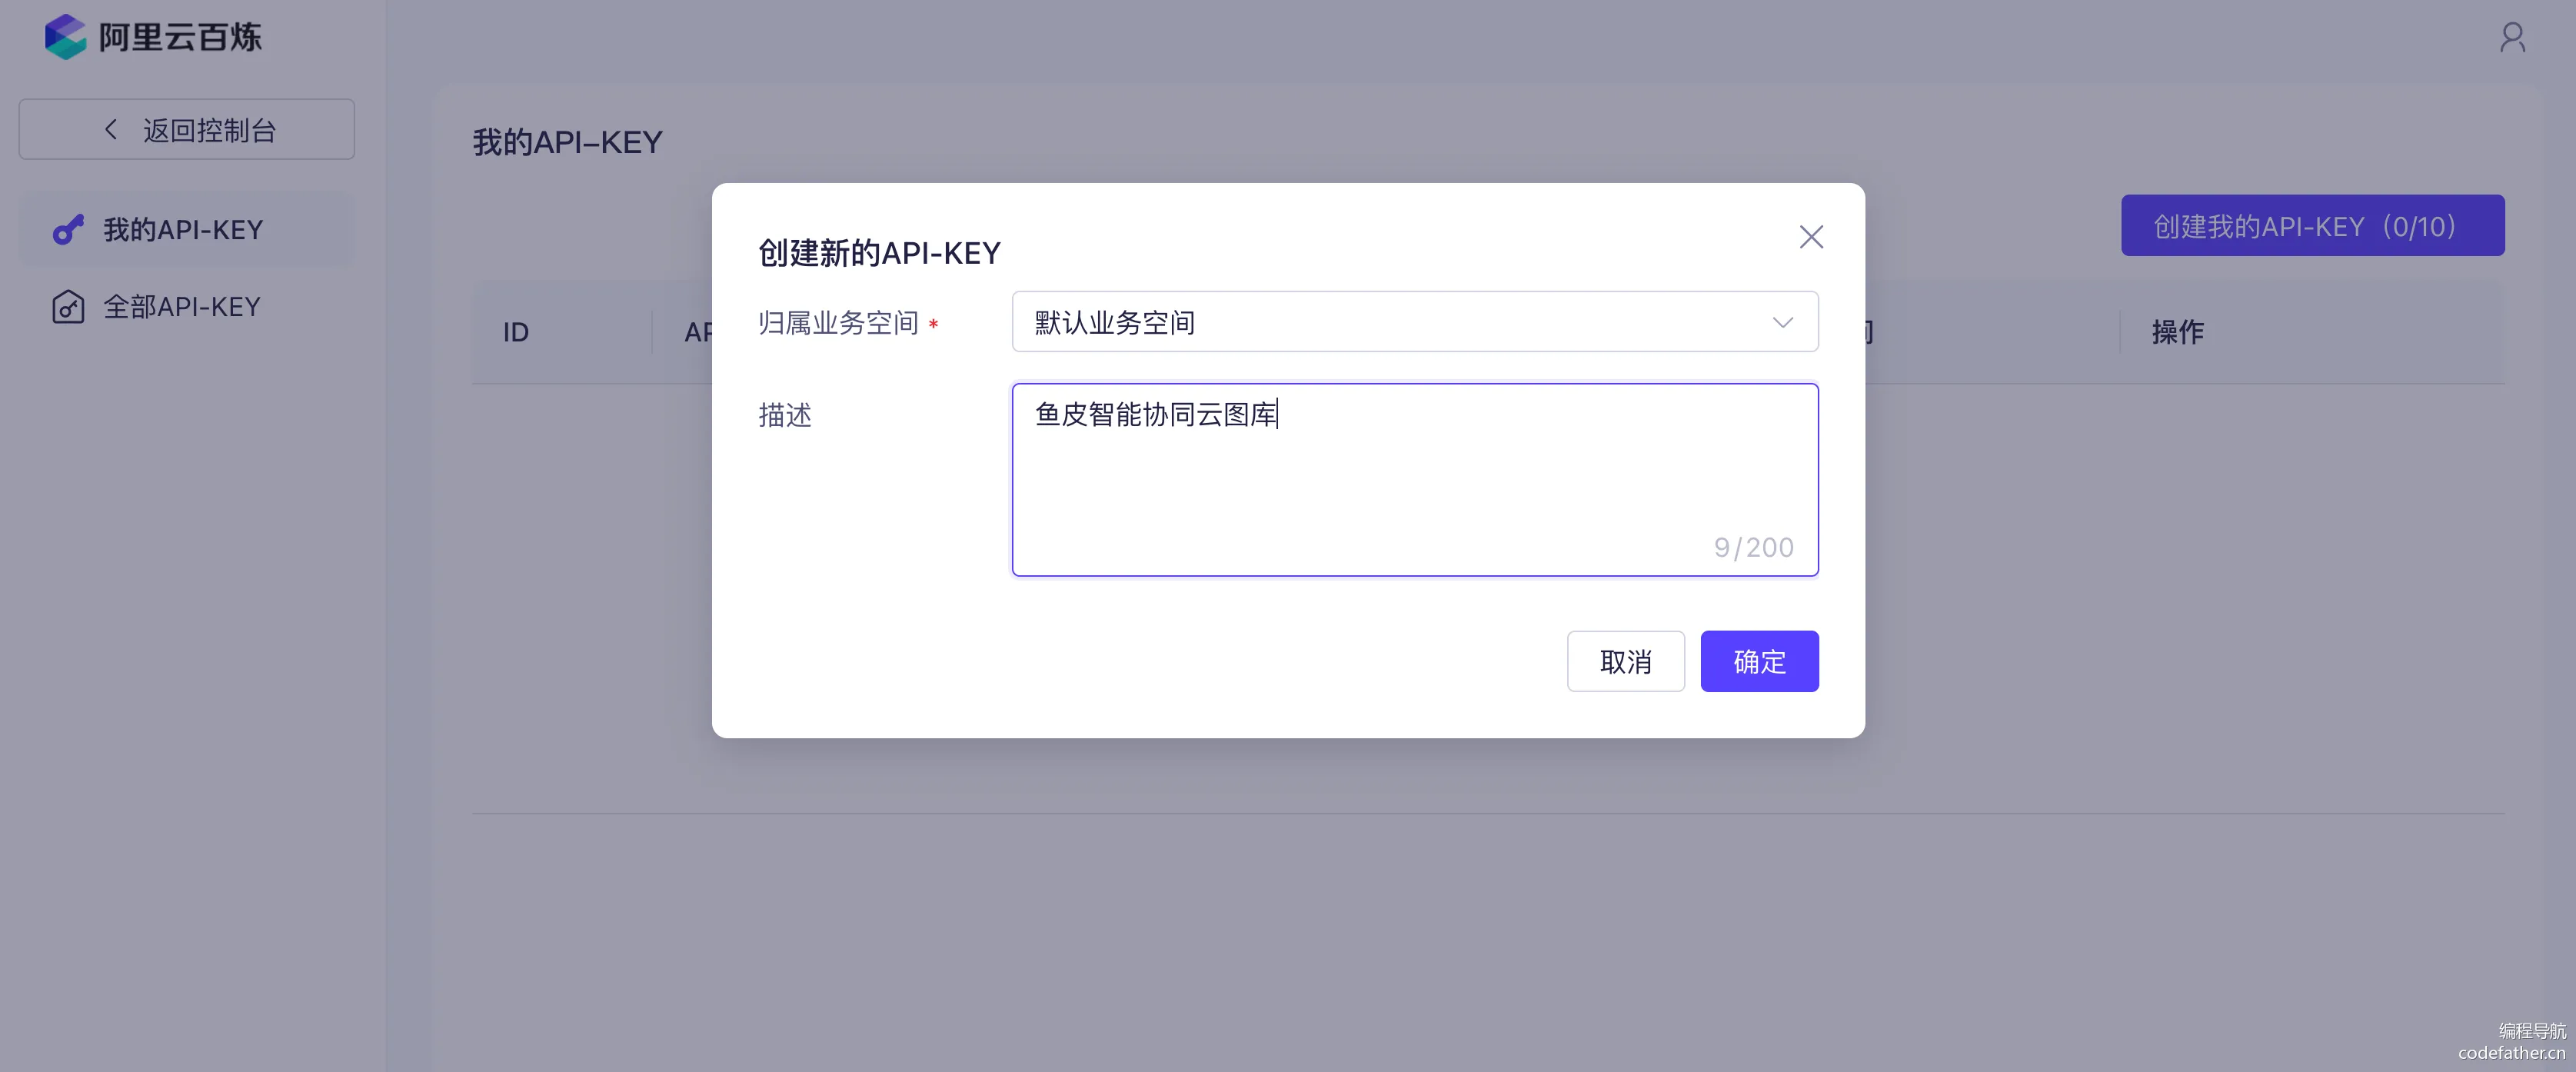 阿里云百炼
返回控制台
我的API-KEY
全部API-KEY
我的API-KEY
创建我的API-KEY（0/10）
ID
操作
创建新的API-KEY
归属业务空间 *
默认业务空间
描述
鱼皮智能协同云图库
9/200
取消
确定
编程导航
codefather.cn